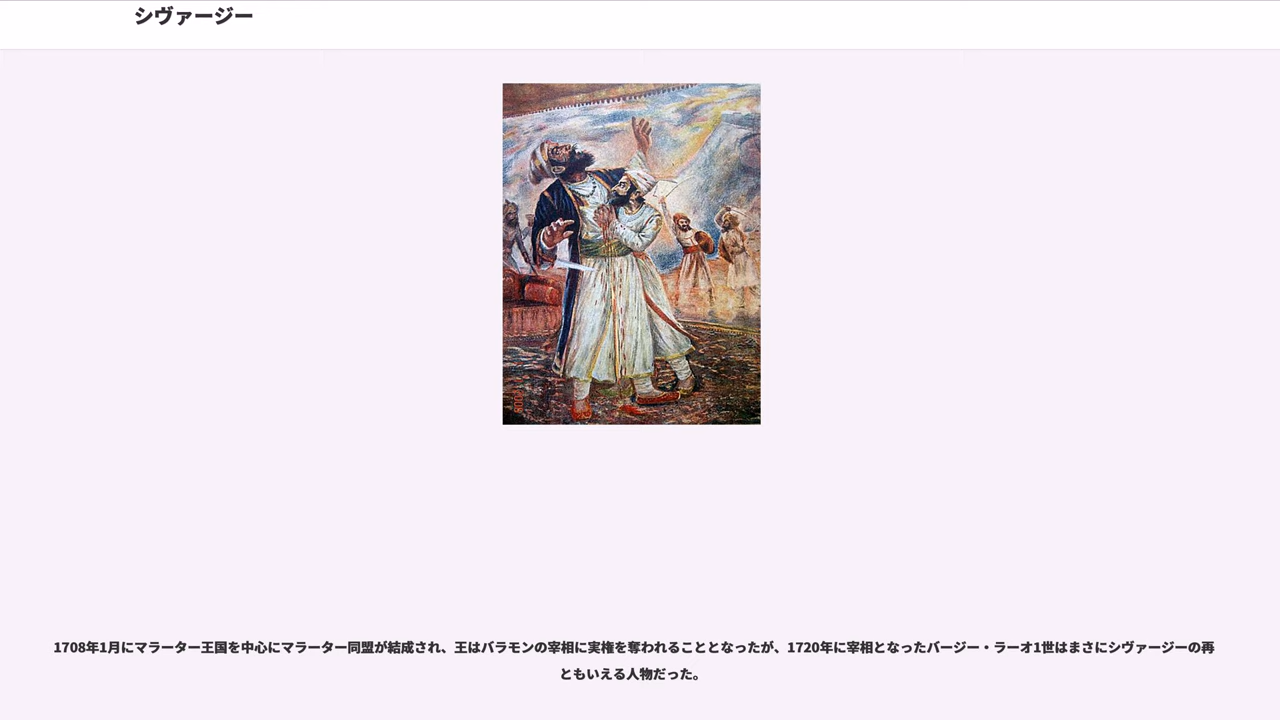 シヴァージー
1708年1月にマラーター王国を中心にマラーター同盟が結成され、王はバラモンの宰相に実権を奪われることとなったが、1720年に宰相となったバージー・ラーオ1世はまさにシヴァージーの再
ともいえる人物だった。